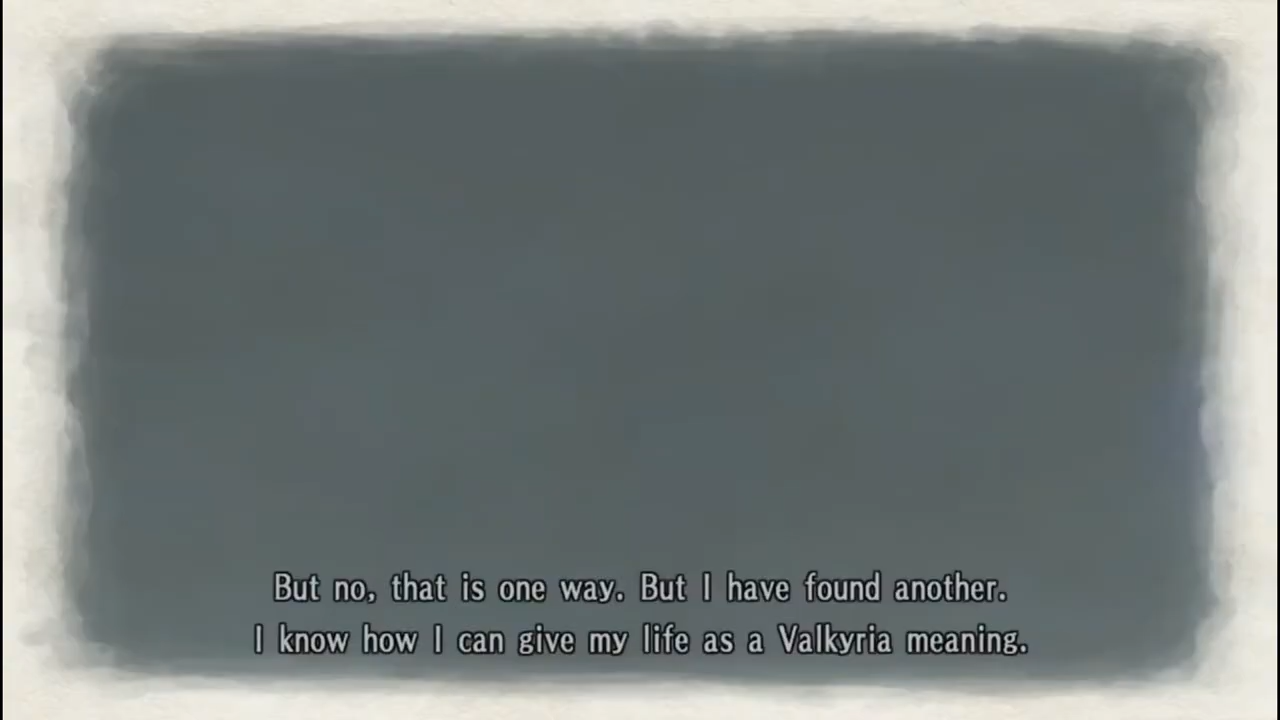 But no, that is one way. But I have found another.
I know how I can give my life as a Valkyria meaning.